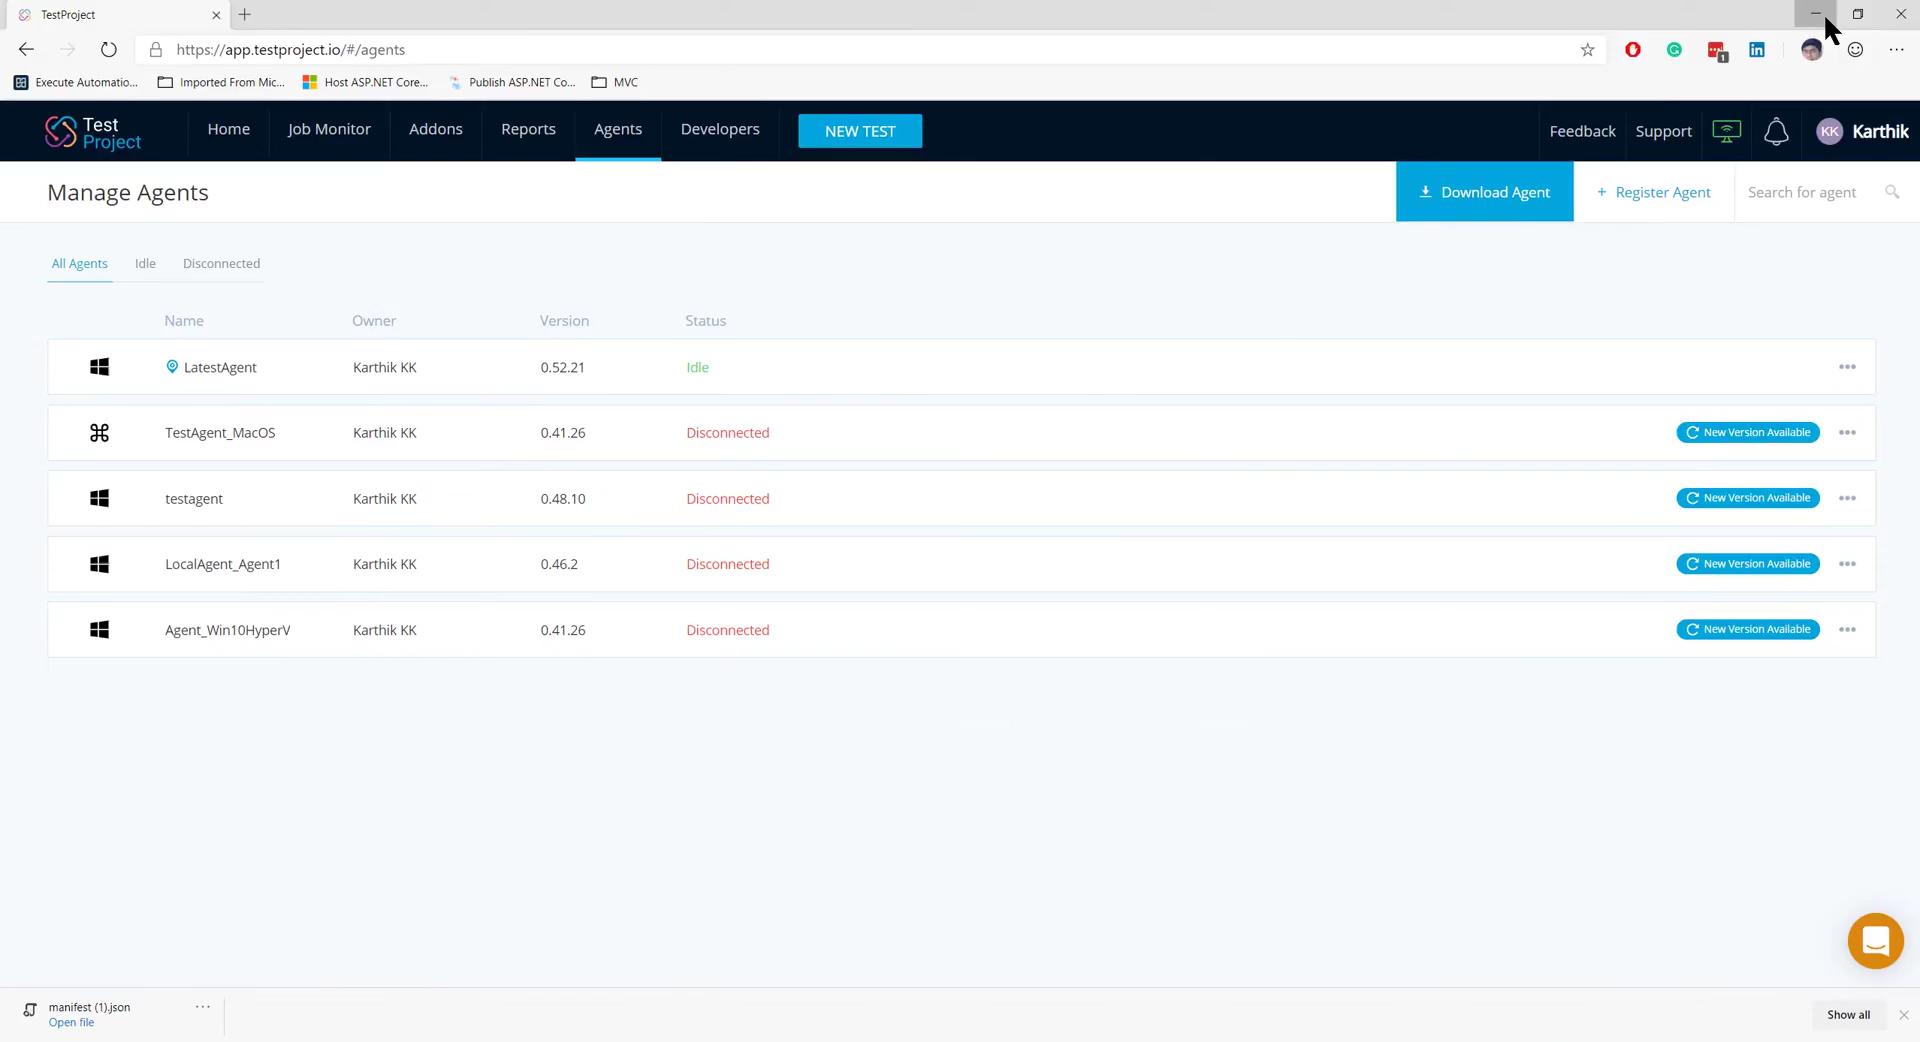 TestProject
https://app.testproject.io/#/agents
1
Execute Automatio...
Imported From Mic...
Host ASP.NET Core...
Publish ASP.NET Co...
MVC
Test
Project
Home
Job Monitor
Addons
Reports
Agents
Developers
NEW TEST
Feedback
Support
KK
Karthik
Manage Agents
Download Agent
+ Register Agent
Search for agent
All Agents
Idle
Disconnected
Name Owner Version Status
LatestAgent Karthik KK 0.52.21 Idle
TestAgent_MacOS Karthik KK 0.41.26 Disconnected New Version Available
testagent Karthik KK 0.48.10 Disconnected New Version Available
LocalAgent_Agent1 Karthik KK 0.46.2 Disconnected New Version Available
Agent_Win10HyperV Karthik KK 0.41.26 Disconnected New Version Available
manifest (1).json
Open file
Show all